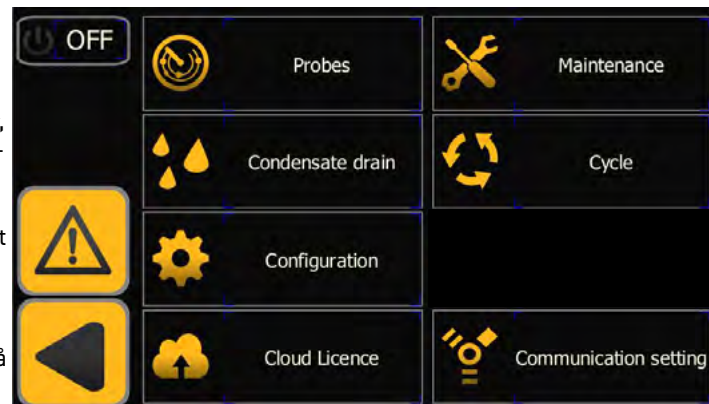 OFF
Probes
Maintenance
Condensate drain
Cycle
Configuration
Cloud Licence
Communication setting